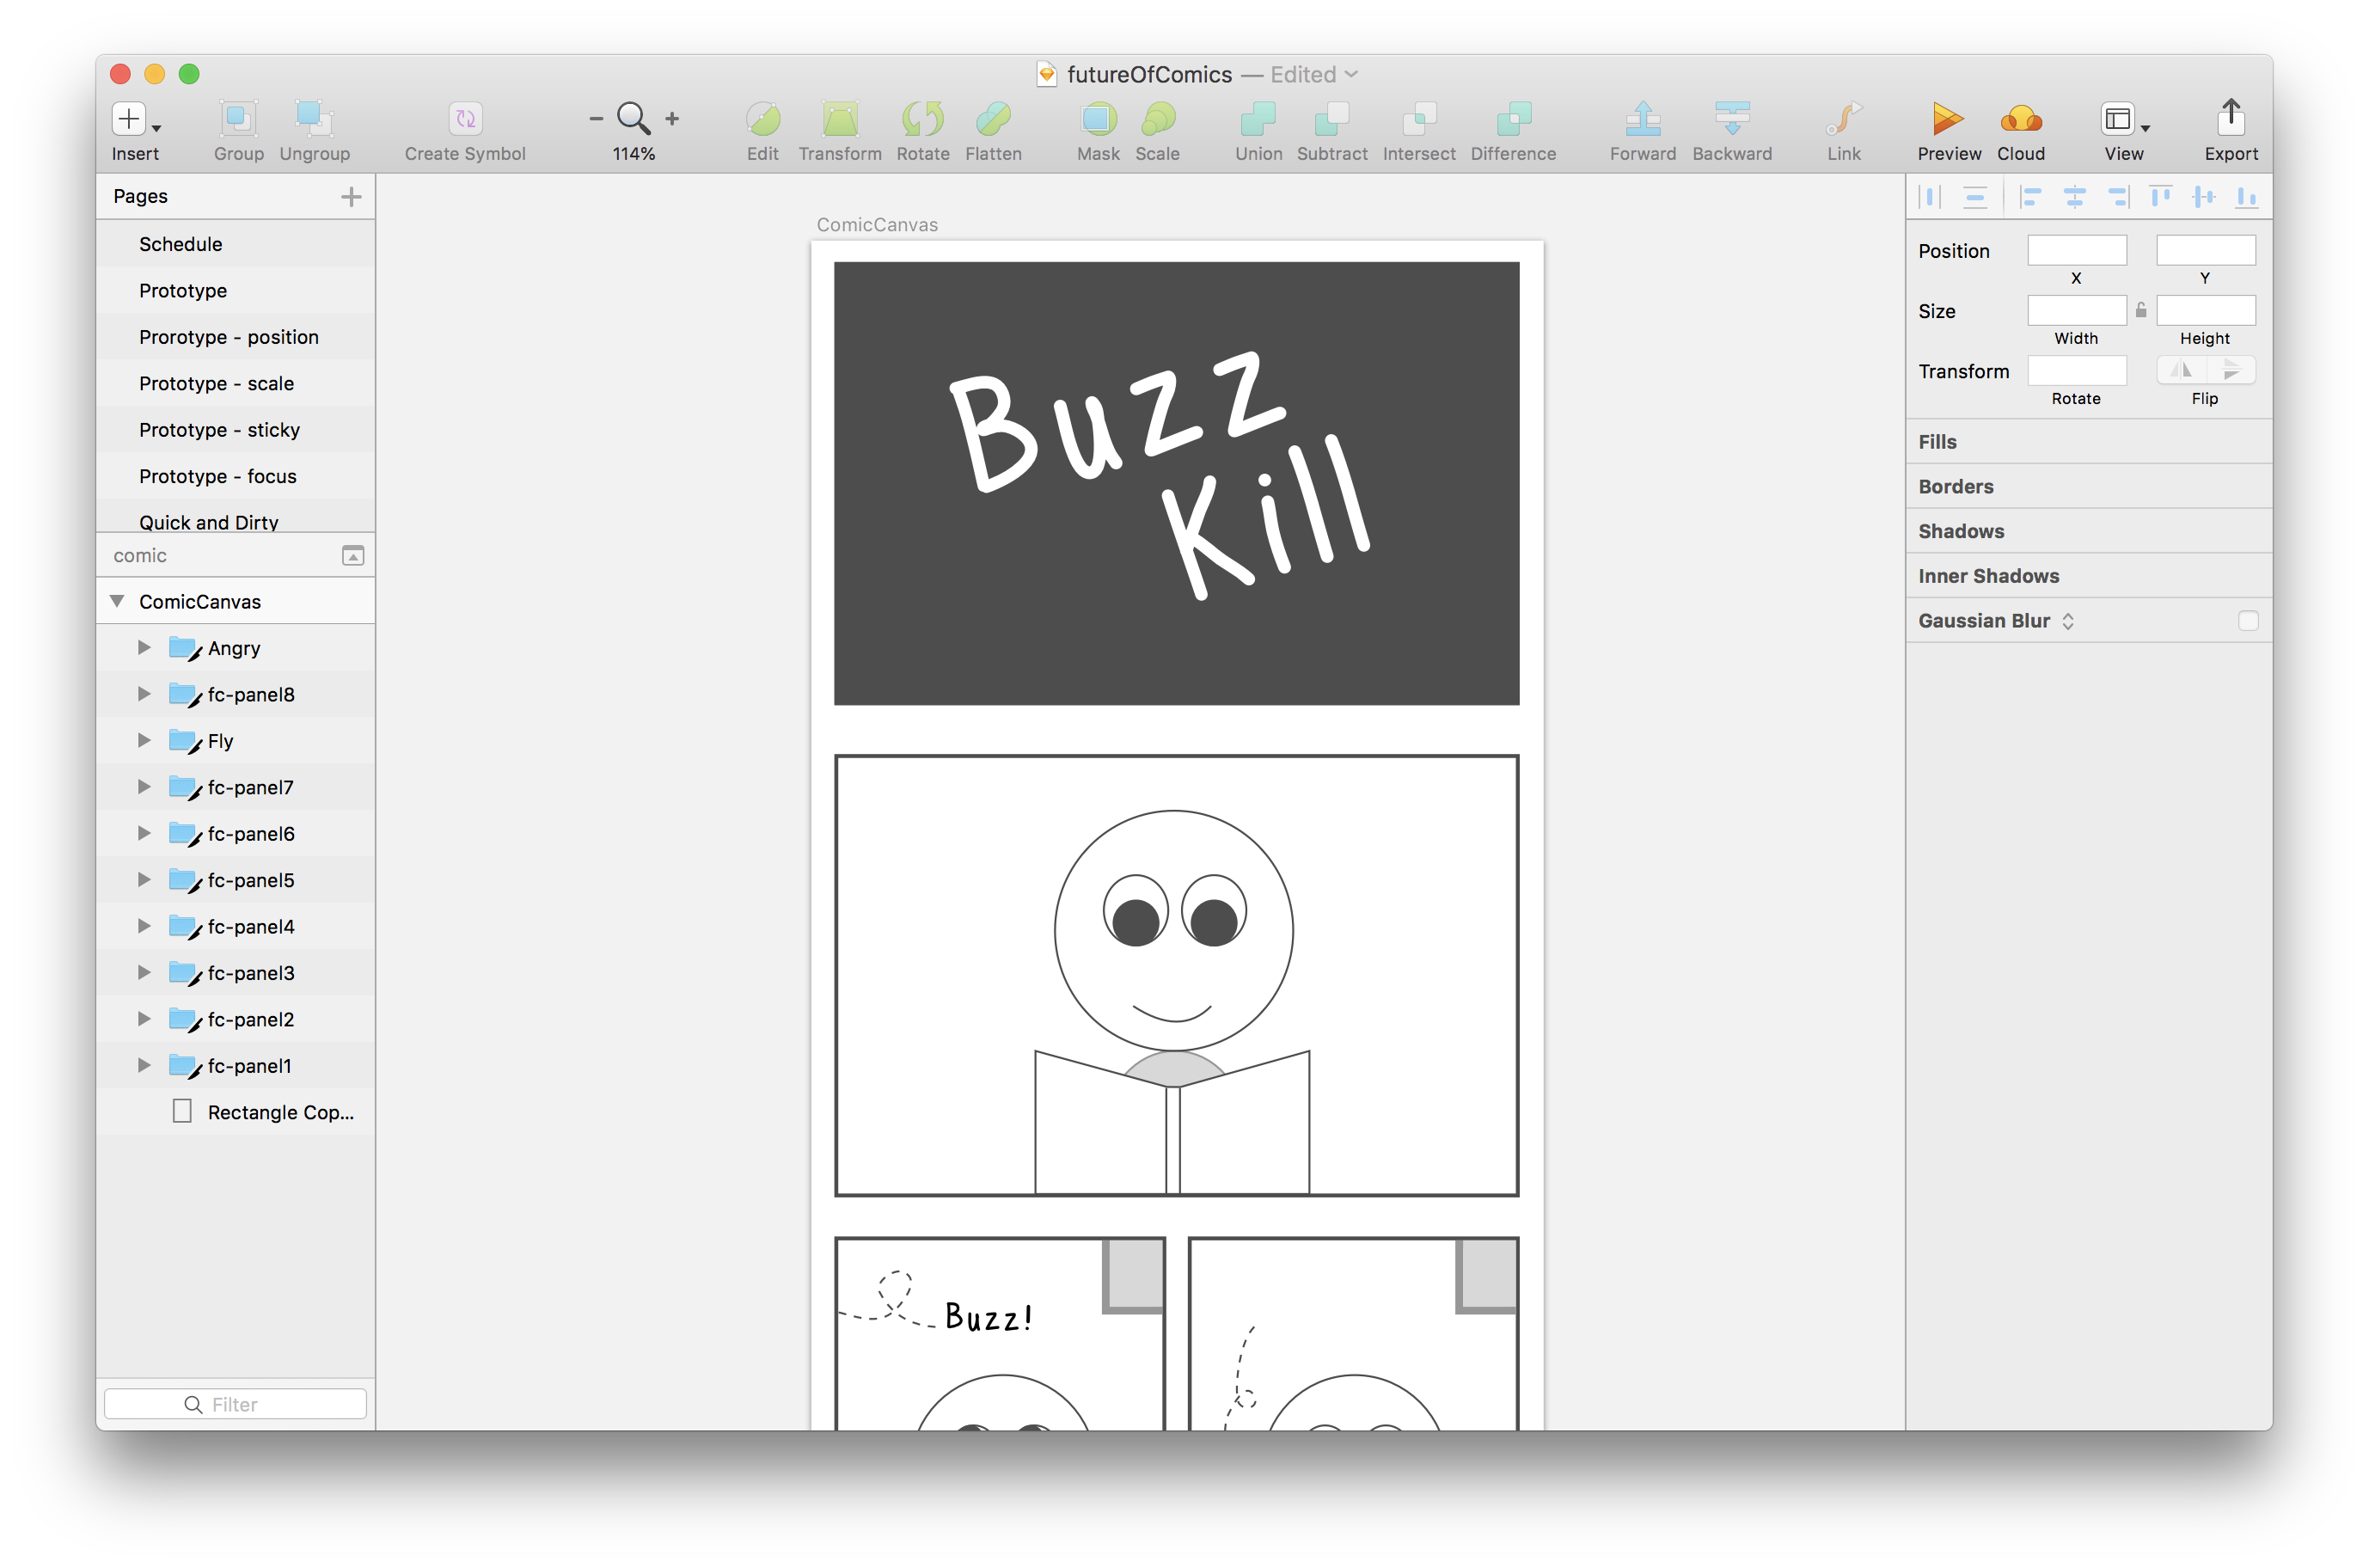 futureOfComics — Edited
Insert
Group
Ungroup
Create Symbol
114%
Edit
Transform
Rotate
Flatten
Mask
Scale
Union
Subtract
Intersect
Difference
Forward
Backward
Link
Preview
Cloud
View
Export
Pages
Schedule
Prototype
Prorotype - position
Prototype - scale
Prototype - sticky
Prototype - focus
Quick and Dirty
comic
ComicCanvas
Angry
fc-panel8
Fly
fc-panel7
fc-panel6
fc-panel5
fc-panel4
fc-panel3
fc-panel2
fc-panel1
Rectangle Cop...
Filter
ComicCanvas
Buzz
Kill
Buzz!
Position
X
Y
Size
Width
Height
Transform
Rotate
Flip
Fills
Borders
Shadows
Inner Shadows
Gaussian Blur